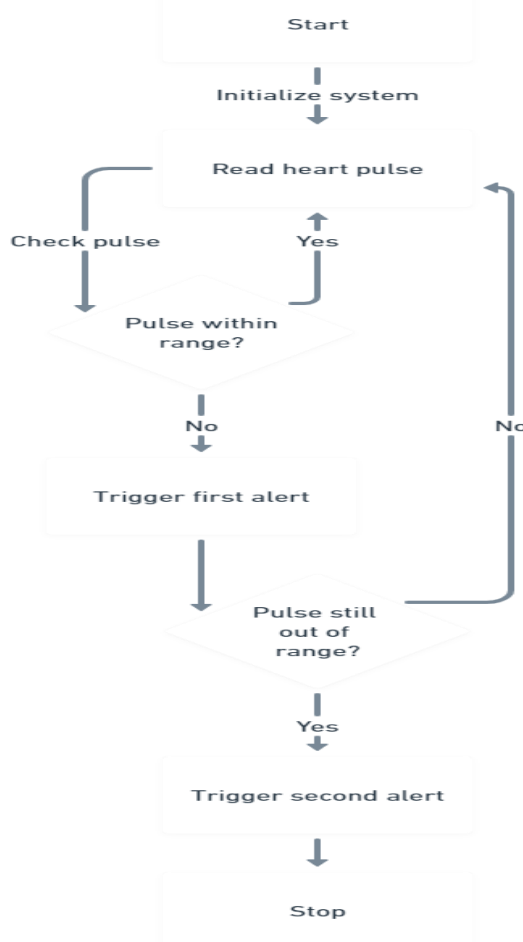 Start
Initialize system
Read heart pulse
Check pulse
Yes
Pulse within
range?
No
Trigger first alert
No
Pulse still
out of
range?
Yes
Trigger second alert
Stop